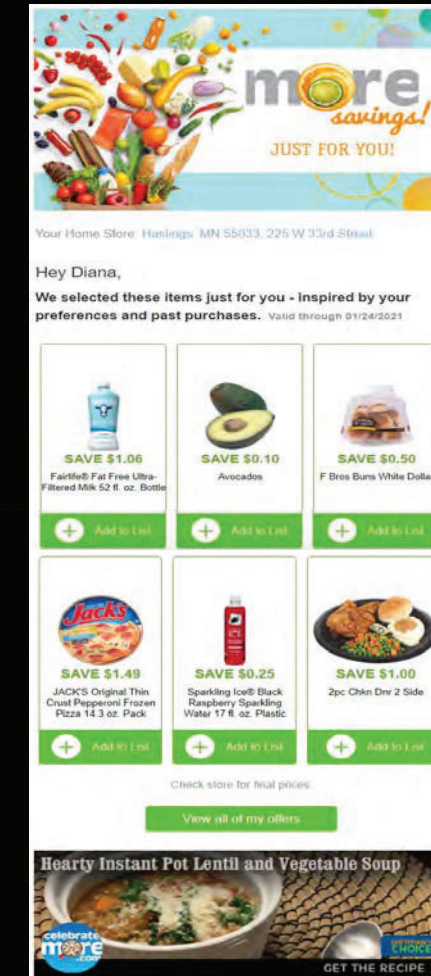 more
savings!
JUST FOR YOU!
Your Home Store: Hastings, MN 55033, 225 W 33rd Street
Hey Diana,
We selected these items just for you - inspired by your
preferences and past purchases. Valid through 01/24/2021
SAVE $1.06
Fairlife® Fat Free Ultra-
Filtered Milk 52 fl. oz. Bottle
Add to List
SAVE $0.10
Avocados
Add to List
SAVE $0.50
F Bros Buns White Dolla
Add to List
Jack's
SAVE $1.49
JACK'S Original Thin
Crust Pepperoni Frozen
Pizza 14.3 oz. Pack
Add to List
ICE
SAVE $0.25
Sparkling Ice® Black
Raspberry Sparkling
Water 17 fl. oz. Plastic
Add to List
SAVE $1.00
2pc Chkn Dnr 2 Side
Add to List
Check store for final prices
View all of my offers
Hearty Instant Pot Lentil and Vegetable Soup
celebrate
more
.com
DIETITIAN'S
CHOICE
GET THE RECIPE